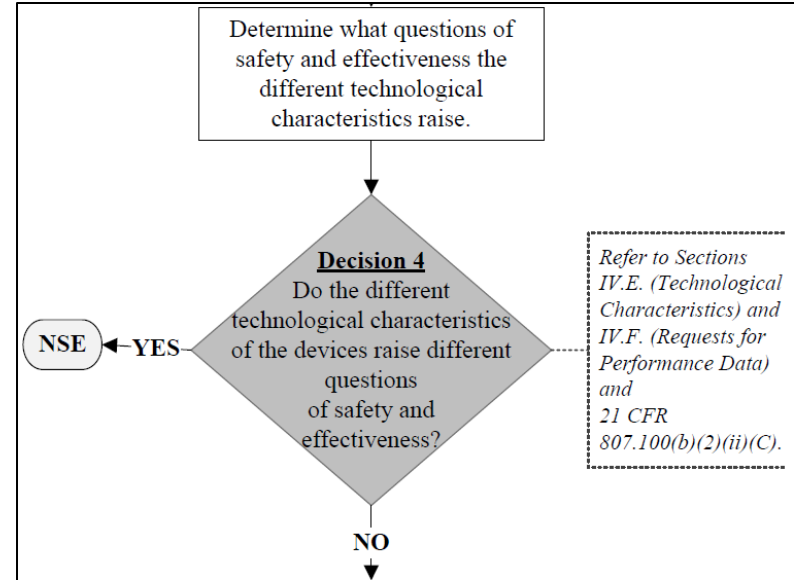 Determine what questions of
safety and effectiveness the
different technological
characteristics raise.
Decision 4
Do the different
technological characteristics
of the devices raise different
questions
of safety and
effectiveness?
NSE
YES
Refer to Sections
IV.E. (Technological
Characteristics) and
IV.F. (Requests for
Performance Data)
and
21 CFR
807.100(b)(2)(ii)(C).
NO